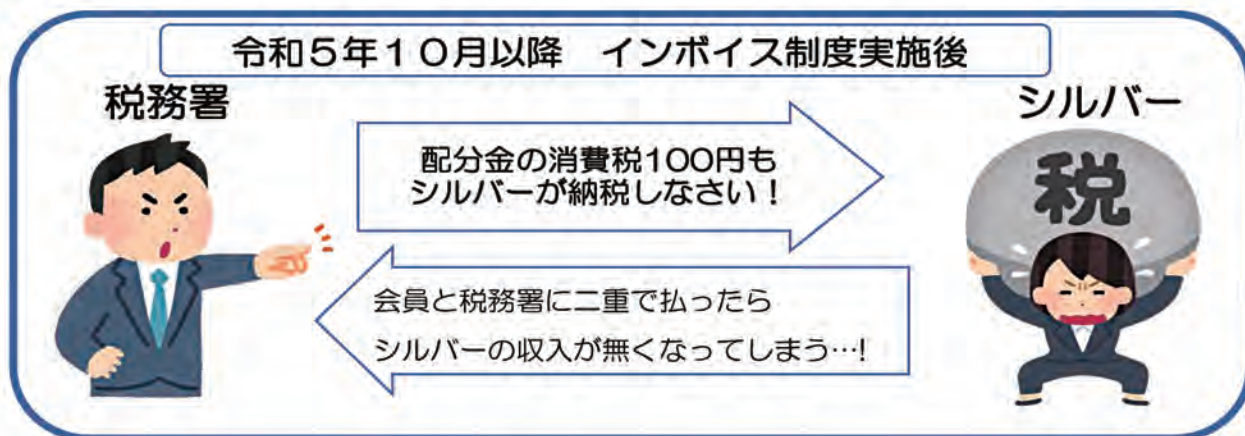 令和５年１０月以降　インボイス制度実施後
税務署
シルバー
配分金の消費税100円も
シルバーが納税しなさい！
税
会員と税務署に二重で払ったら
シルバーの収入が無くなってしまう…!